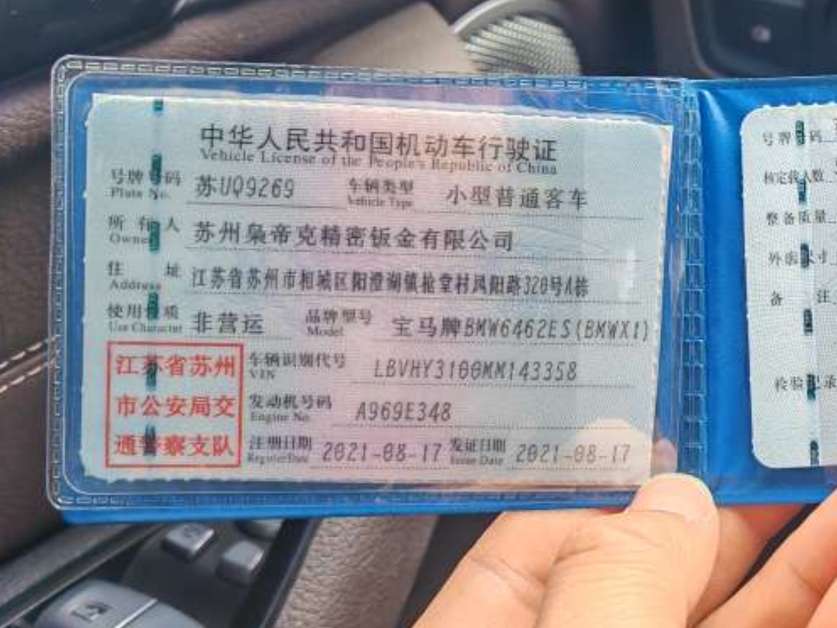 中华人民共和国机动车行驶证
Vehicle License of the People's Republic of China
号牌号码 苏UQ9269 车辆类型 小型普通客车
Plate No. Vehicle Type
所有人 苏州枭帝克精密钣金有限公司
Owner
住址 江苏省苏州市相城区阳澄湖镇枪堂村凤阳路320号A栋
Address
使用性质 非营运 品牌型号 宝马牌BMW6462ES(BMWX1)
Use Character Model
江苏省苏州
市公安局交
通警察支队
车辆识别代号 LBVHY3100MM143358
VIN
发动机号码 A969E348
Engine No.
注册日期 2021-08-17 发证日期 2021-08-17
Register Date Issue Date
号牌号码
核定载人数
整备质量
外廓尺寸
备注
检验记录